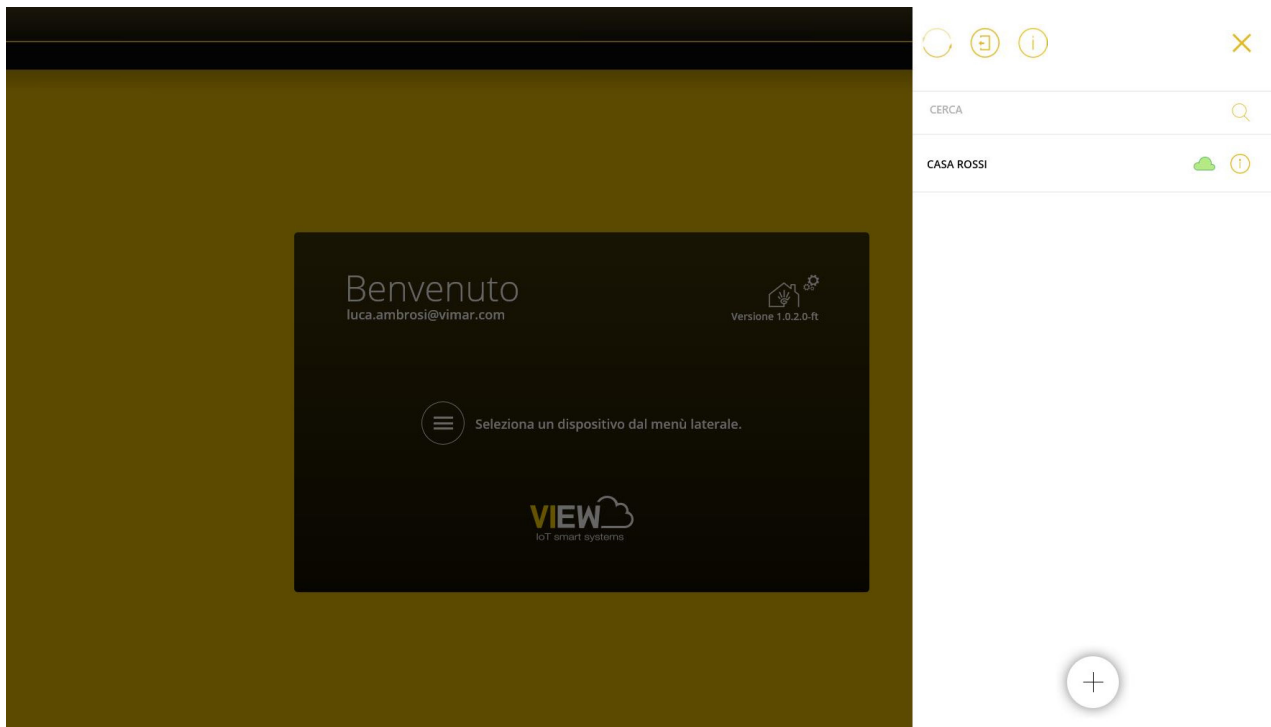 CERCA
CASA ROSSI
Benvenuto
luca.ambrosi@vimar.com
Versione 1.0.2.0-ft
Seleziona un dispositivo dal menù laterale.
VIEW
IoT smart systems